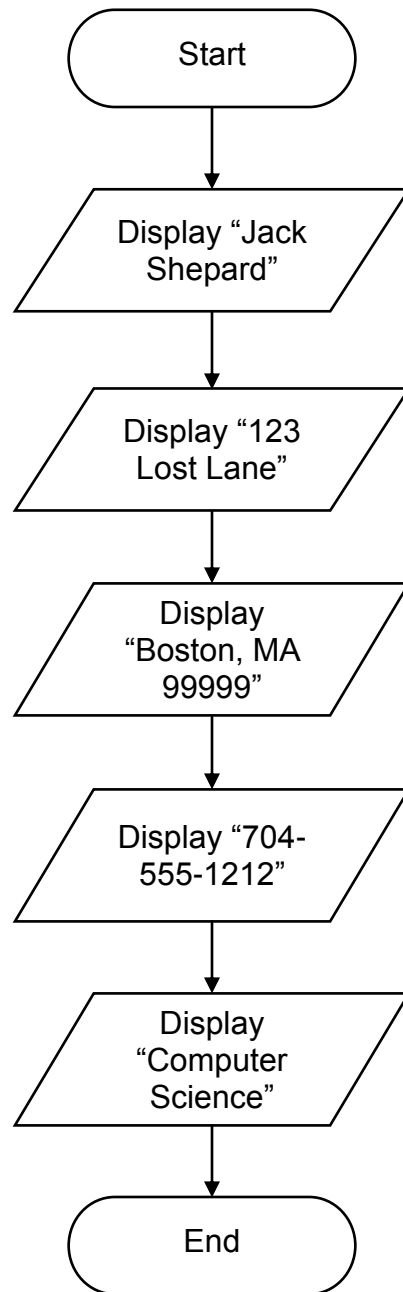 Start
Display “Jack
Shepard”
Display “123
Lost Lane”
Display
“Boston, MA
99999”
Display “704-
555-1212”
Display
“Computer
Science”
End